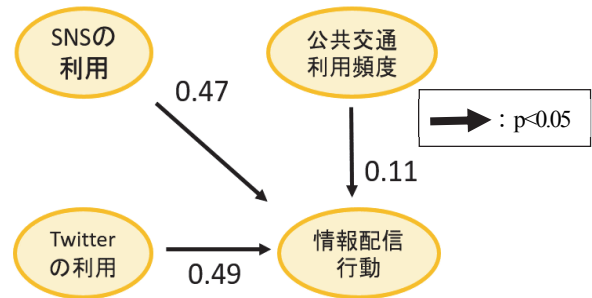 SNSの
利用
公共交通
利用頻度
0.47
：p<0.05
0.11
Twitter
の利用
0.49
情報配信
行動